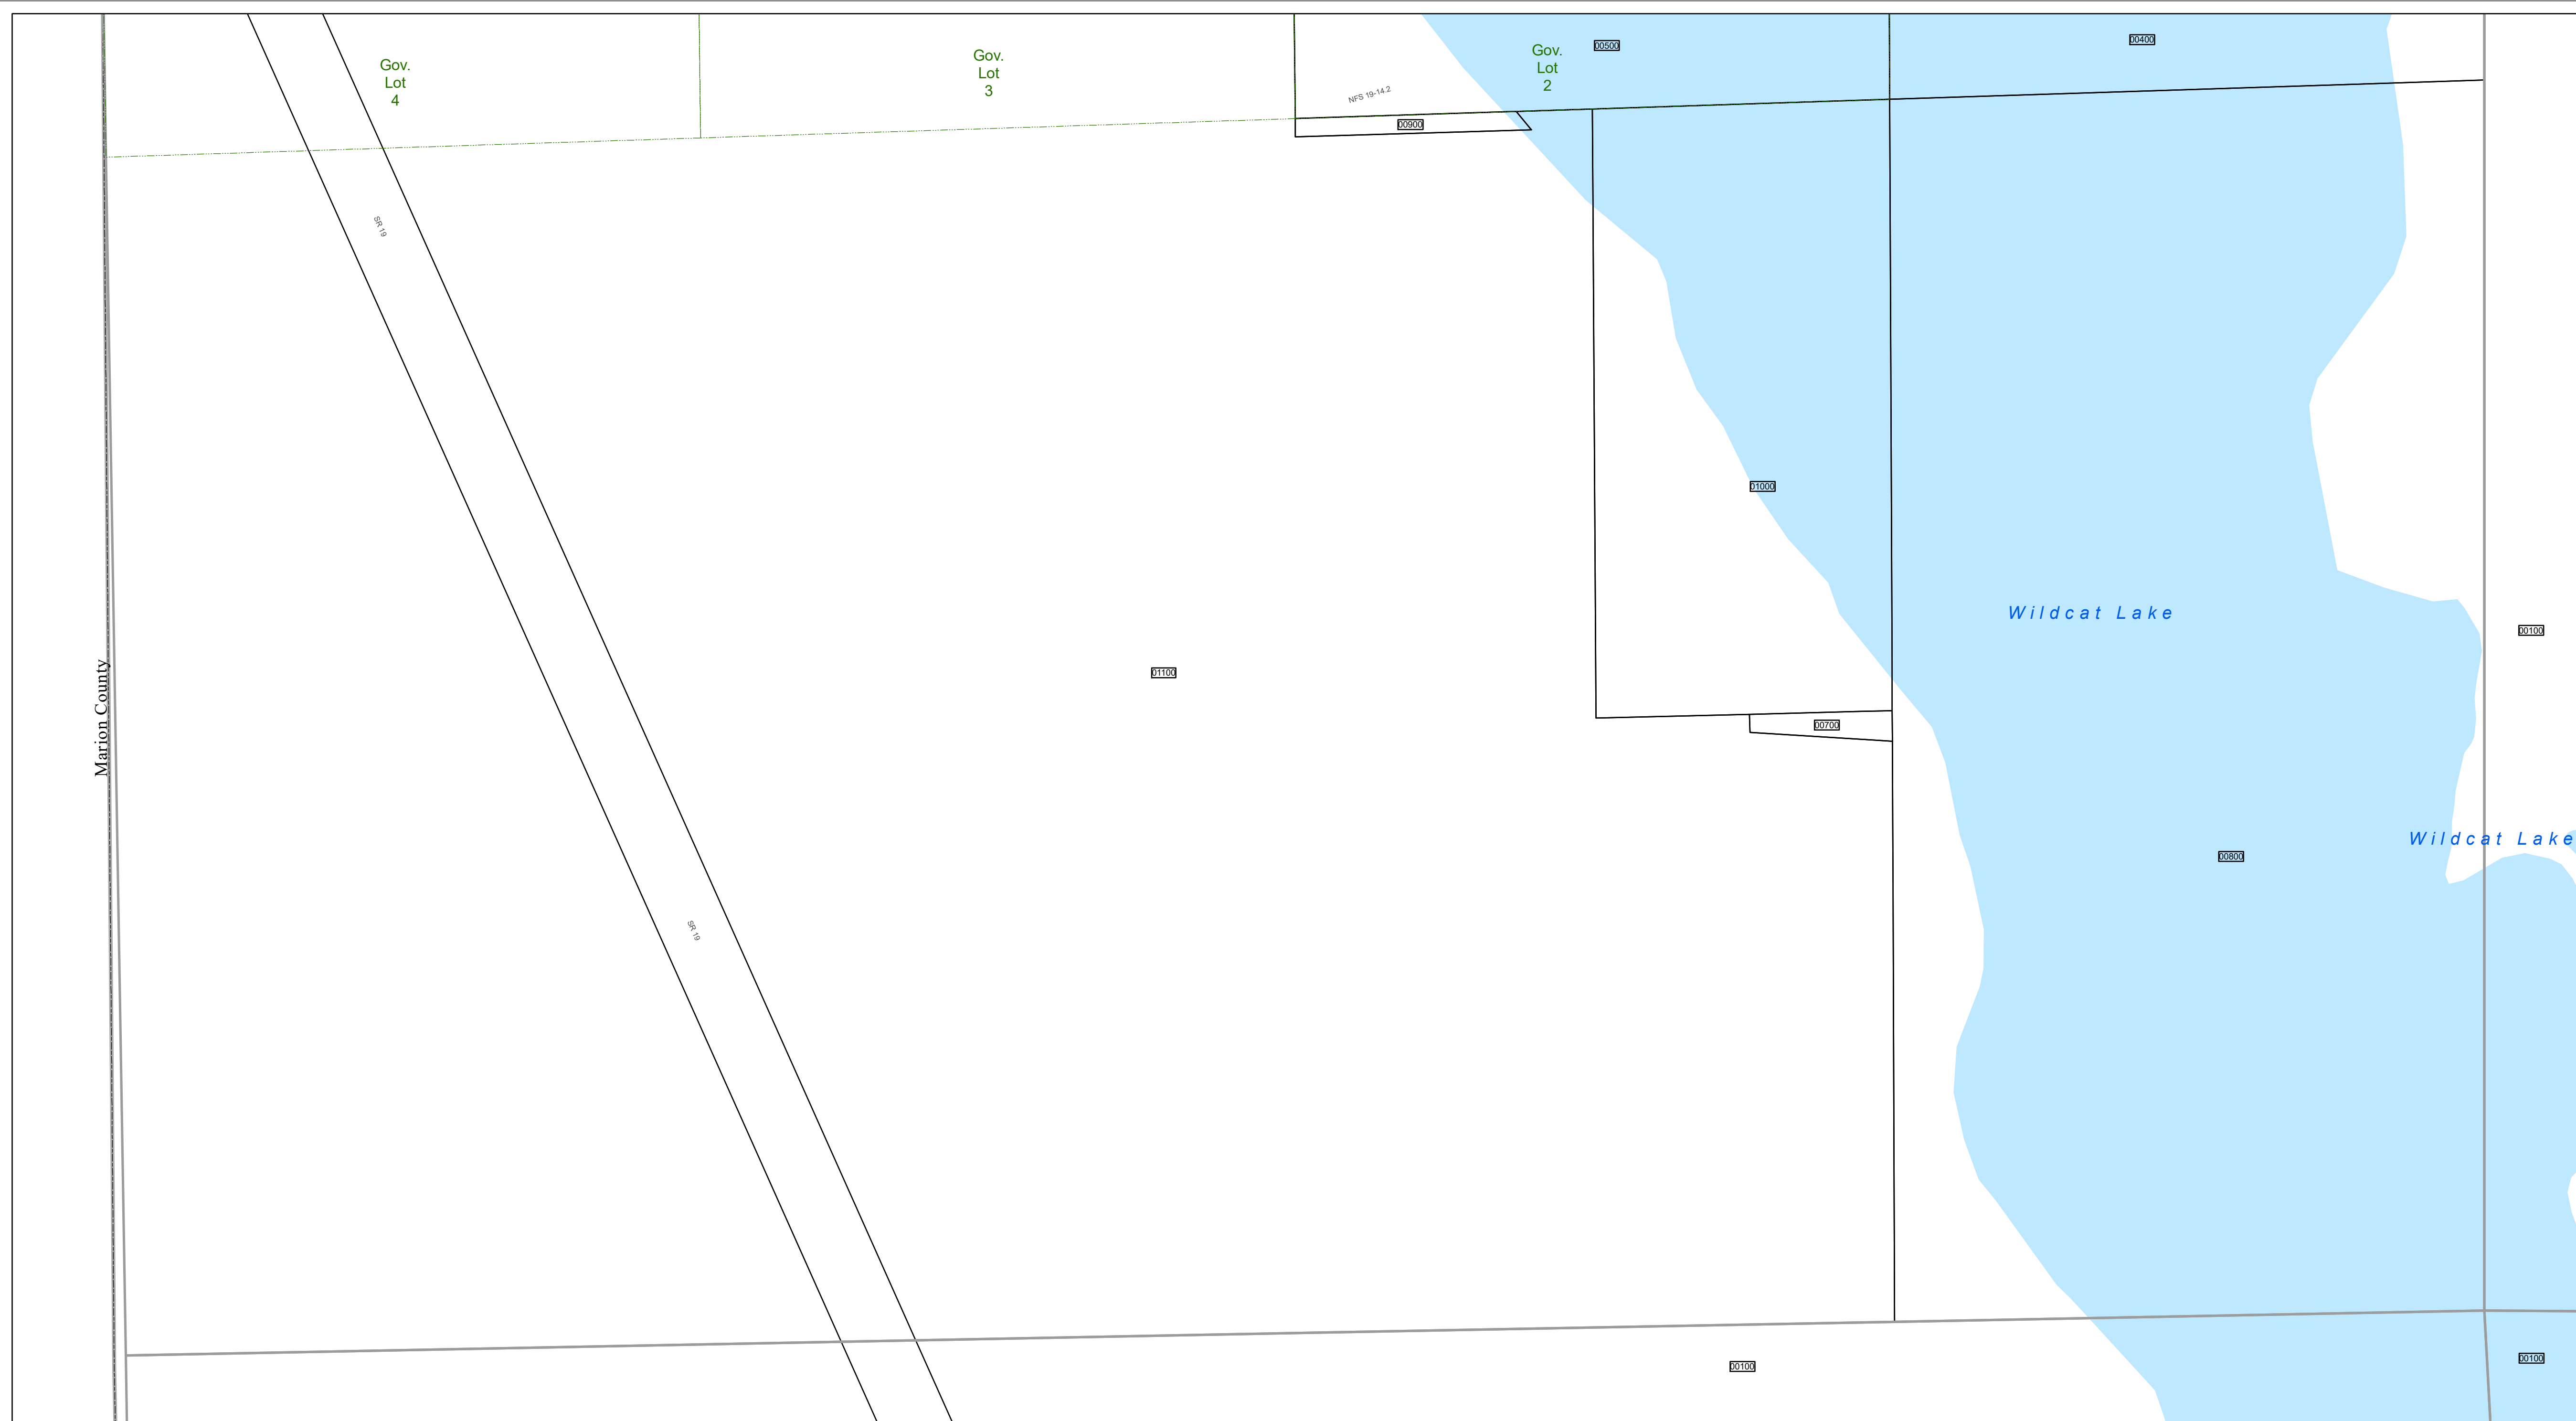 Gov.
Lot
4
Gov.
Lot
3
Gov.
Lot
2
00500
00400
NFS 19-14.2
00900
SR 19
01000
Wildcat Lake
00100
01100
Marion County
00700
Wildcat Lake
00800
SR 19
00100
00100